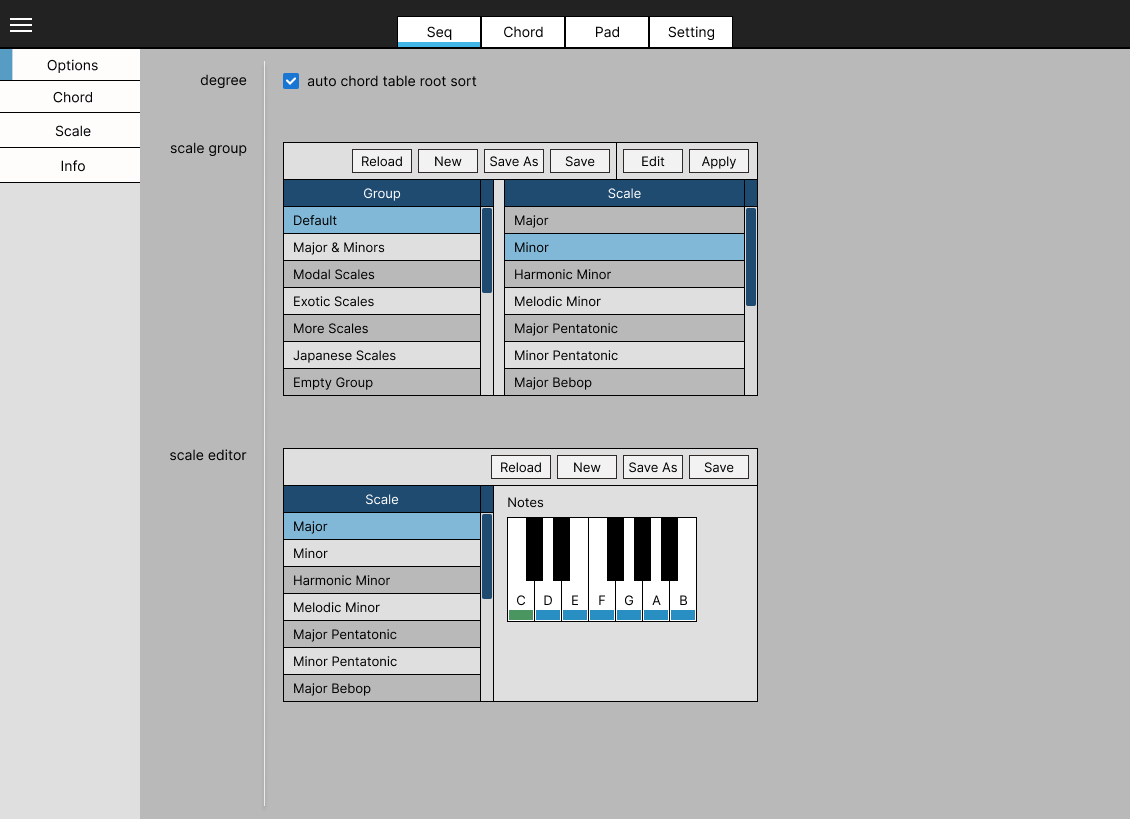 Seq Chord Pad Setting
Options
Chord
Scale
Info
degree
auto chord table root sort
scale group
Reload New Save As Save Edit Apply
Group
Default
Major & Minors
Modal Scales
Exotic Scales
More Scales
Japanese Scales
Empty Group
Scale
Major
Minor
Harmonic Minor
Melodic Minor
Major Pentatonic
Minor Pentatonic
Major Bebop
scale editor
Reload New Save As Save
Scale
Major
Minor
Harmonic Minor
Melodic Minor
Major Pentatonic
Minor Pentatonic
Major Bebop
Notes
C D E F G A B